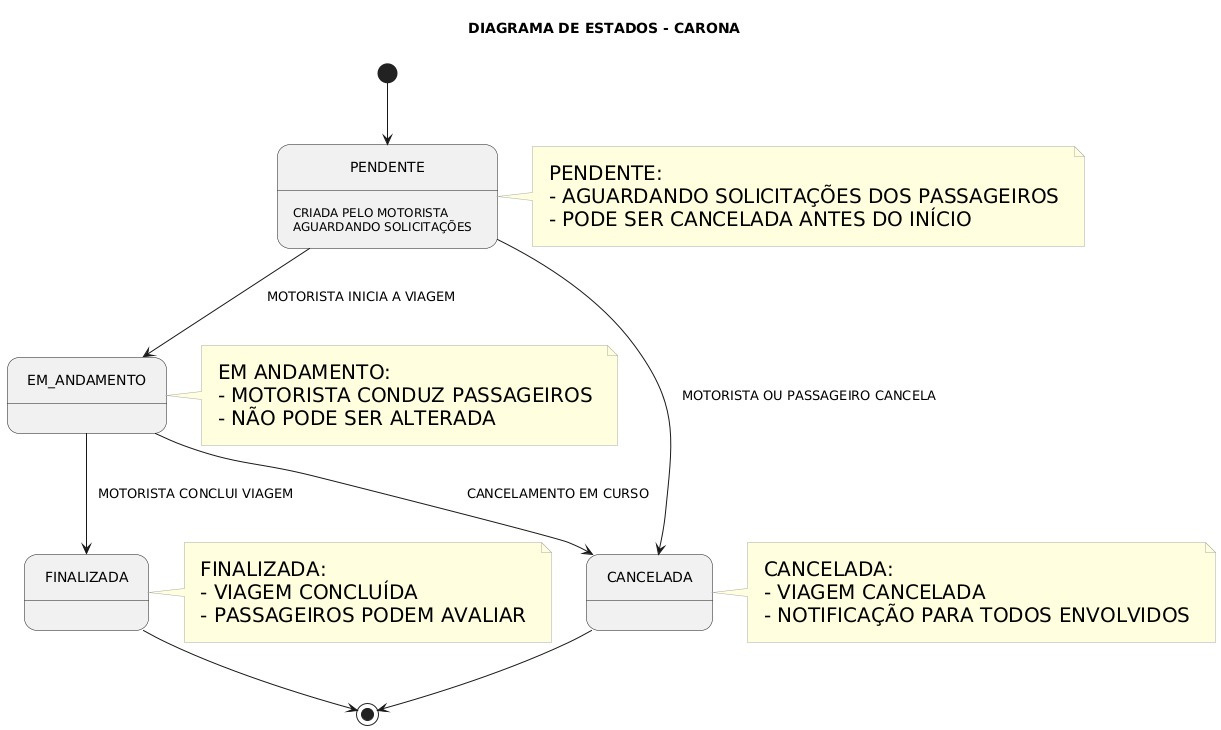 DIAGRAMA DE ESTADOS - CARONA
PENDENTE
CRIADA PELO MOTORISTA
AGUARDANDO SOLICITAÇÕES
PENDENTE:
- AGUARDANDO SOLICITAÇÕES DOS PASSAGEIROS
- PODE SER CANCELADA ANTES DO INÍCIO
MOTORISTA INICIA A VIAGEM
EM_ANDAMENTO
EM ANDAMENTO:
- MOTORISTA CONDUZ PASSAGEIROS
- NÃO PODE SER ALTERADA
MOTORISTA OU PASSAGEIRO CANCELA
MOTORISTA CONCLUI VIAGEM
CANCELAMENTO EM CURSO
FINALIZADA
FINALIZADA:
- VIAGEM CONCLUÍDA
- PASSAGEIROS PODEM AVALIAR
CANCELADA
CANCELADA:
- VIAGEM CANCELADA
- NOTIFICAÇÃO PARA TODOS ENVOLVIDOS